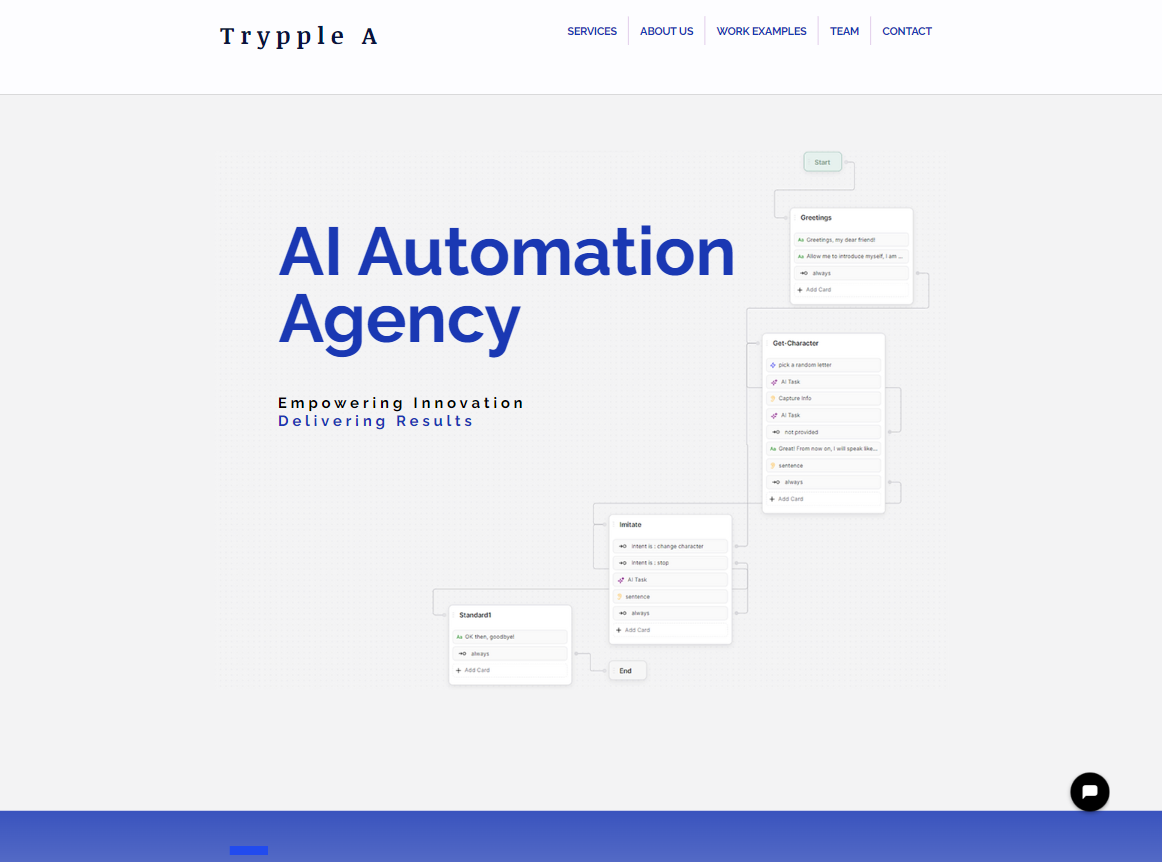 Trypple A
SERVICES
ABOUT US
WORK EXAMPLES
TEAM
CONTACT
AI Automation
Agency
Empowering Innovation
Delivering Results
Start
Greetings
Aa Greetings, my dear friend!
Aa Allow me to introduce myself, I am ...
always
+ Add Card
Get-Character
pick a random letter
AI Task
Capture Info
AI Task
not provided
Aa Great! From now on, I will speak like...
sentence
always
+ Add Card
Imitate
Intent is : change character
Intent is : stop
AI Task
sentence
always
+ Add Card
Standard1
Aa OK then, goodbye!
always
+ Add Card
End